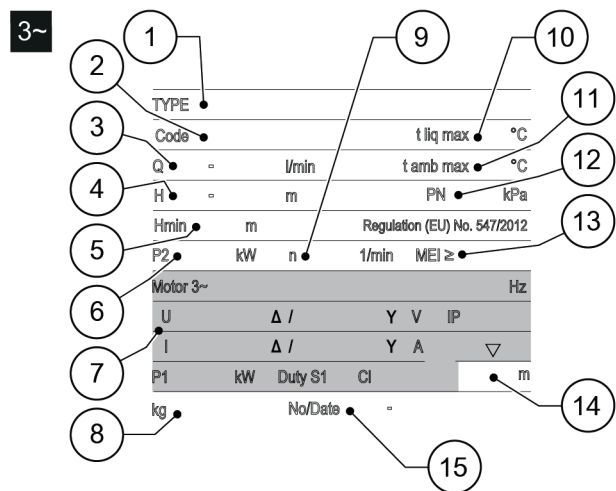 3~
1
2
3
4
5
6
7
8
9
10
11
12
13
14
15
TYPE
Code t liq max °C
Q - l/min t amb max °C
H - m PN kPa
Hmin m Regulation (EU) No. 547/2012
P2 kW n 1/min MEI ≥
Motor 3~ Hz
U Δ / Y V IP
I Δ / Y A ▽
P1 kW Duty S1 Cl m
kg No/Date -